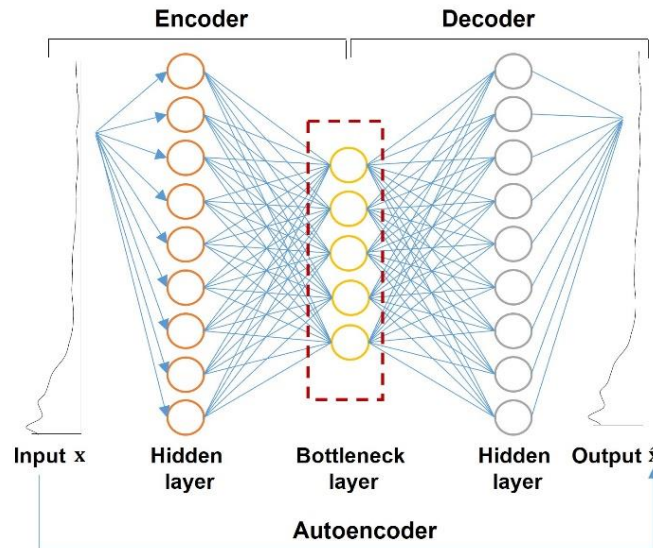 Encoder
Decoder
Input x
Hidden
layer
Bottleneck
layer
Hidden
layer
Output x̂
Autoencoder